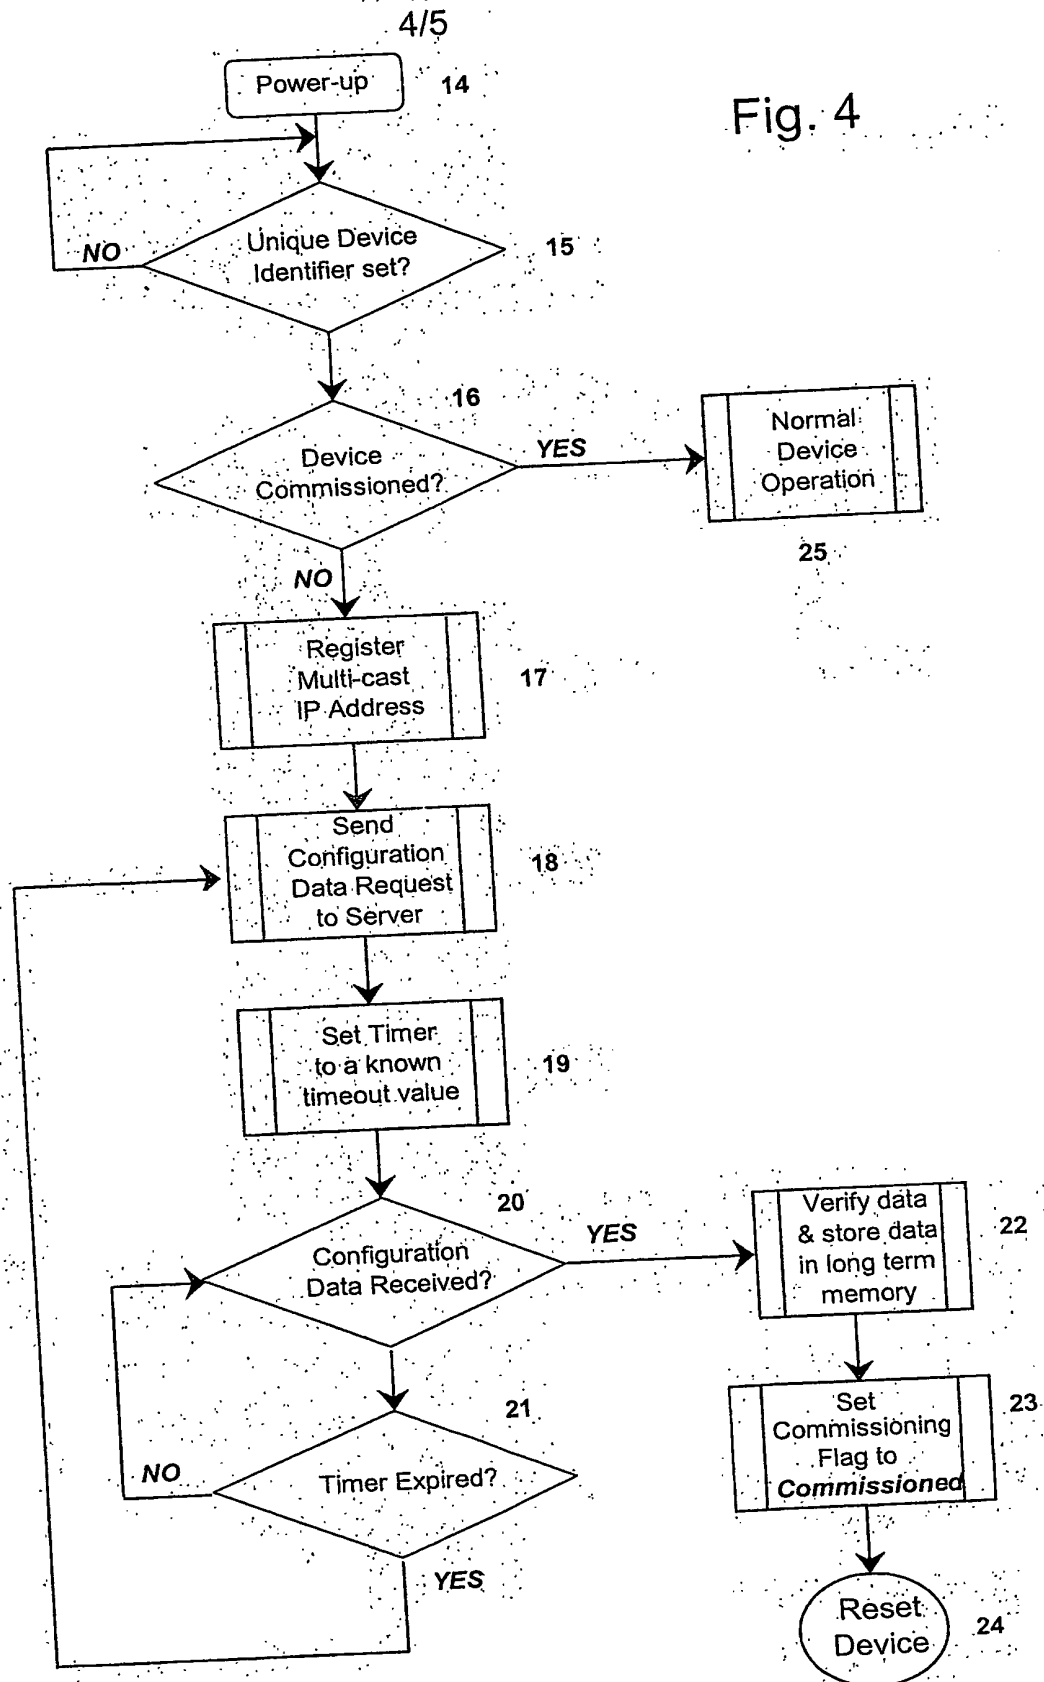 4/5
Power-up
14
Fig. 4
NO
Unique Device
Identifier set?
15
16
Device
Commissioned?
YES
Normal
Device
Operation
25
NO
Register
Multi-cast
IP Address
17
Send
Configuration
Data Request
to Server
18
Set Timer
to a known
timeout value
19
20
Configuration
Data Received?
YES
Verify data
& store data
in long term
memory
22
21
NO
Timer Expired?
YES
Set
Commissioning
Flag to
Commissioned
23
Reset
Device
24